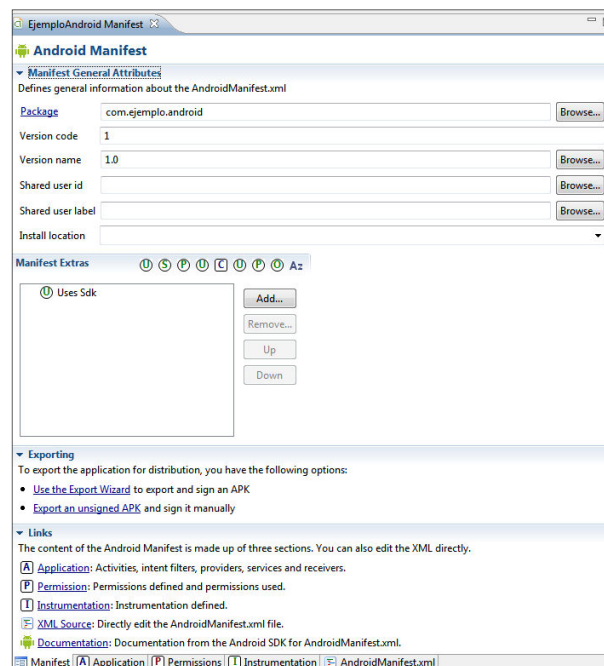 EjemploAndroid Manifest
Android Manifest
Manifest General Attributes
Defines general information about the AndroidManifest.xml
Package com.ejemplo.android Browse...
Version code 1
Version name 1.0 Browse...
Shared user id Browse...
Shared user label Browse...
Install location
Manifest Extras U S P U C U P O Az
U Uses Sdk
Add...
Remove...
Up
Down
Exporting
To export the application for distribution, you have the following options:
• Use the Export Wizard to export and sign an APK
• Export an unsigned APK and sign it manually
Links
The content of the Android Manifest is made up of three sections. You can also edit the XML directly.
A Application: Activities, intent filters, providers, services and receivers.
P Permission: Permissions defined and permissions used.
I Instrumentation: Instrumentation defined.
XML Source: Directly edit the AndroidManifest.xml file.
Documentation: Documentation from the Android SDK for AndroidManifest.xml.
Manifest A Application P Permissions I Instrumentation AndroidManifest.xml